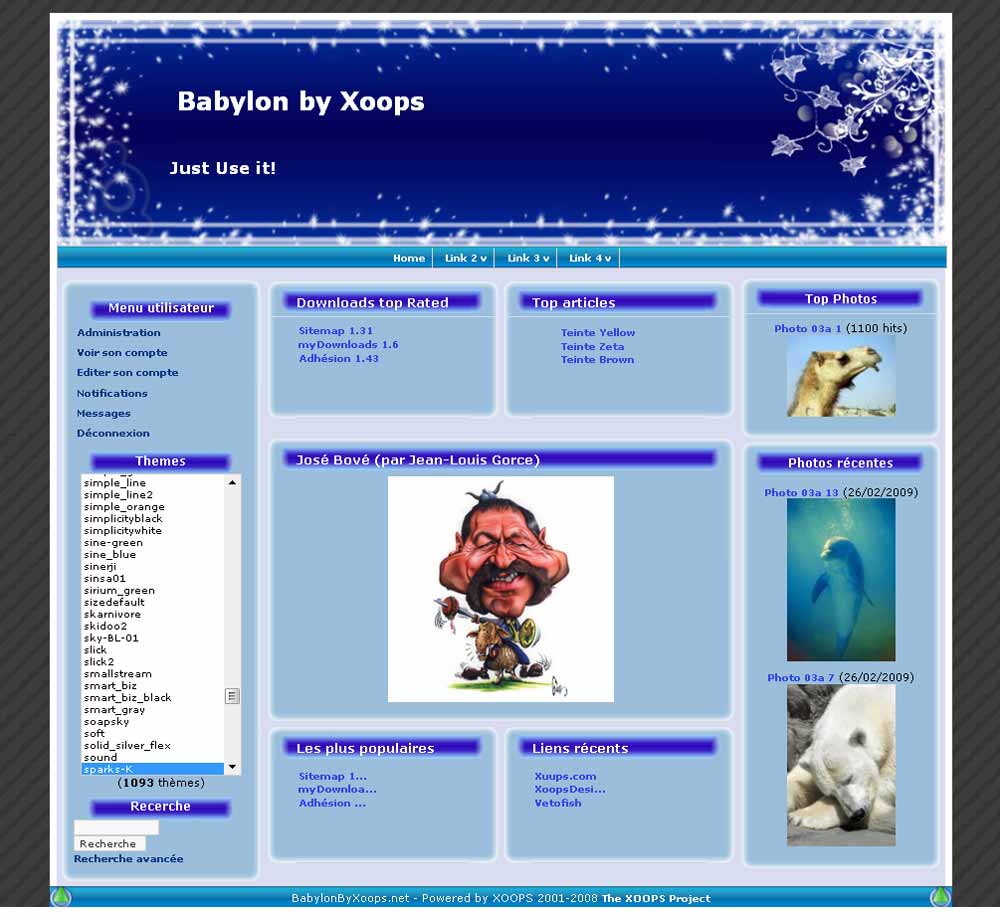 Babylon by Xoops
Just Use it!
Home
Link 2 v
Link 3 v
Link 4 v
Menu utilisateur
Administration
Voir son compte
Editer son compte
Notifications
Messages
Déconnexion
Themes
simple_line
simple_line2
simple_orange
simplicityblack
simplicitywhite
sine-green
sine_blue
sinerji
sinsa01
sirium_green
sizedefault
skarnivore
skidoo2
sky-BL-01
slick
slick2
smallstream
smart_biz
smart_biz_black
smart_gray
soapsky
soft
solid_silver_flex
sound
sparks-K
(1093 thèmes)
Recerche
Recherche
Recherche avancée
Downloads top Rated
Sitemap 1.31
myDownloads 1.6
Adhésion 1.43
Top articles
Teinte Yellow
Teinte Zeta
Teinte Brown
José Bové (par Jean-Louis Gorce)
Les plus populaires
Sitemap 1...
myDownloa...
Adhésion ...
Liens récents
Xuups.com
XoopsDesi...
Vetofish
Top Photos
Photo 03a 1 (1100 hits)
Photos récentes
Photo 03a 13 (26/02/2009)
Photo 03a 7 (26/02/2009)
BabylonByXoops.net - Powered by XOOPS 2001-2008 The XOOPS Project